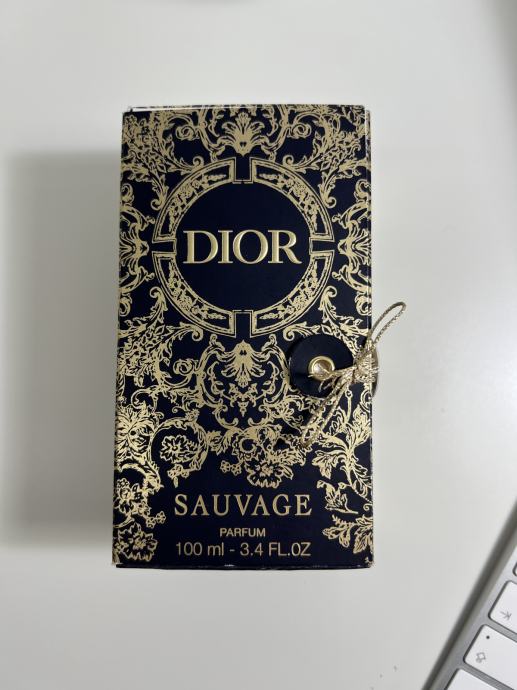 DIOR
SAUVAGE
PARFUM
100 ml - 3.4 FL.OZ
K